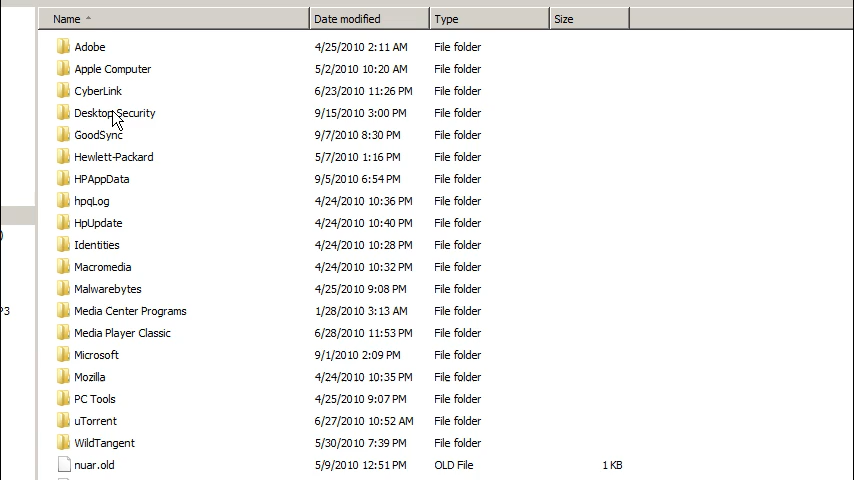 Name Date modified Type Size
Adobe 4/25/2010 2:11 AM File folder
Apple Computer 5/2/2010 10:20 AM File folder
CyberLink 6/23/2010 11:26 PM File folder
Desktop Security 9/15/2010 3:00 PM File folder
GoodSync 9/7/2010 8:30 PM File folder
Hewlett-Packard 5/7/2010 1:16 PM File folder
HPAppData 9/5/2010 6:54 PM File folder
hpqLog 4/24/2010 10:36 PM File folder
HpUpdate 4/24/2010 10:40 PM File folder
) Identities 4/24/2010 10:28 PM File folder
Macromedia 4/24/2010 10:32 PM File folder
Malwarebytes 4/25/2010 9:08 PM File folder
P3 Media Center Programs 1/28/2010 3:13 AM File folder
Media Player Classic 6/28/2010 11:53 PM File folder
Microsoft 9/1/2010 2:09 PM File folder
Mozilla 4/24/2010 10:35 PM File folder
PC Tools 4/25/2010 9:07 PM File folder
uTorrent 6/27/2010 10:52 AM File folder
WildTangent 5/30/2010 7:39 PM File folder
nuar.old 5/9/2010 12:51 PM OLD File 1 KB